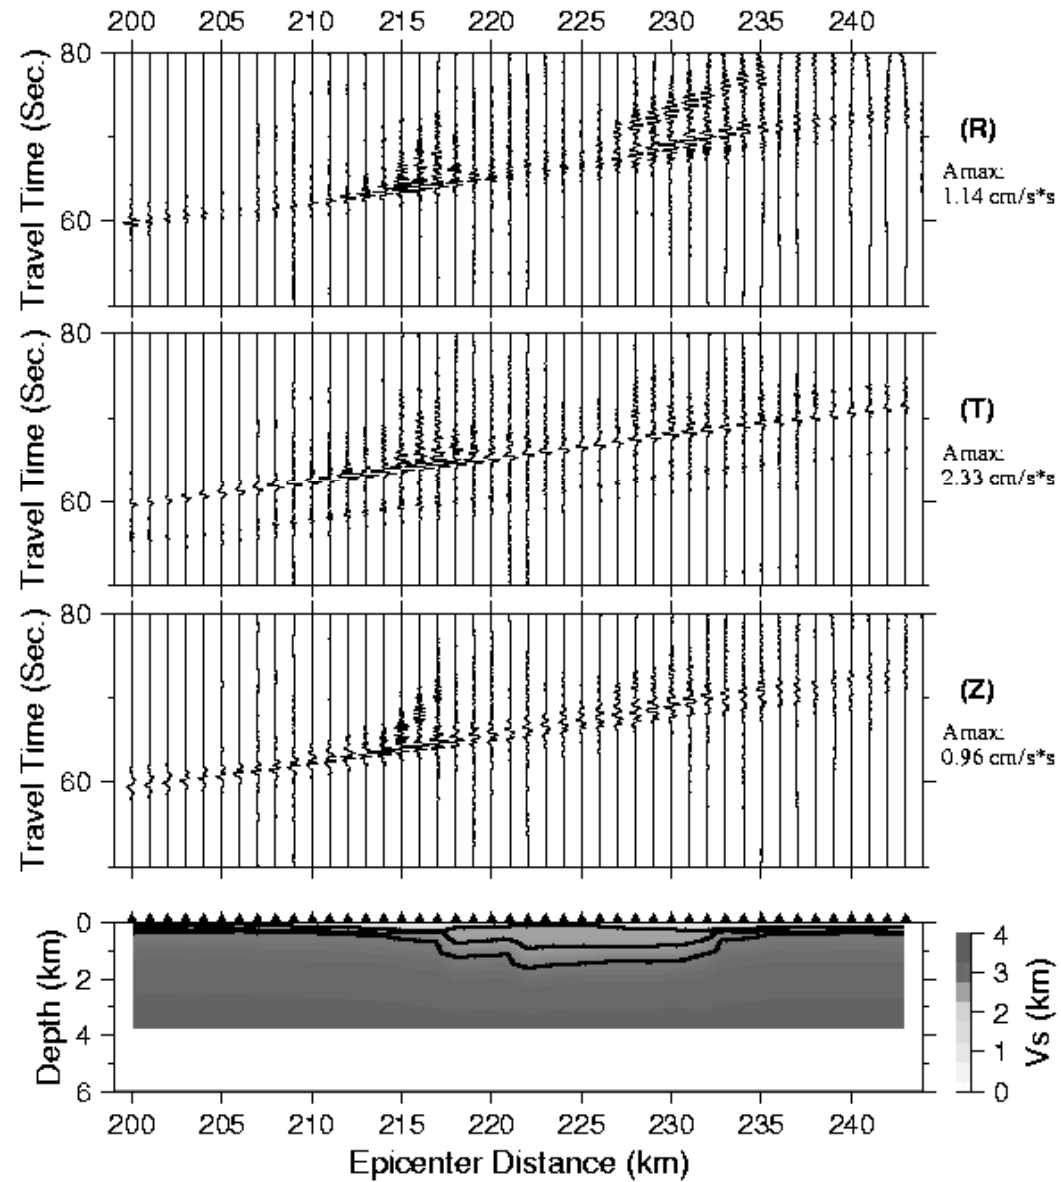 200 205 210 215 220 225 230 235 240
80
60
Travel Time (Sec.)
(R)
Amax:
1.14 cm/s*s
80
60
Travel Time (Sec.)
(T)
Amax:
2.33 cm/s*s
80
60
Travel Time (Sec.)
(Z)
Amax:
0.96 cm/s*s
0
2
4
6
Depth (km)
4
3
2
1
0
Vs (km)
200 205 210 215 220 225 230 235 240
Epicenter Distance (km)